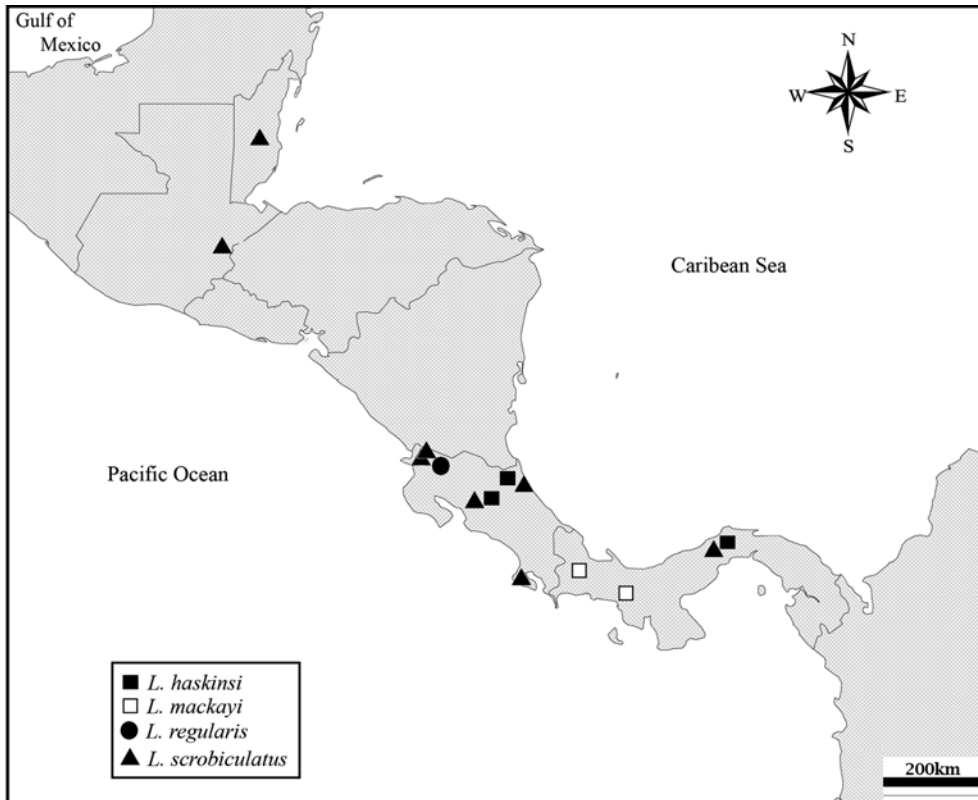 Gulf of
Mexico
N
W
E
S
Caribean Sea
Pacific Ocean
L. haskinsi
L. mackayi
L. regularis
L. scrobiculatus
200km